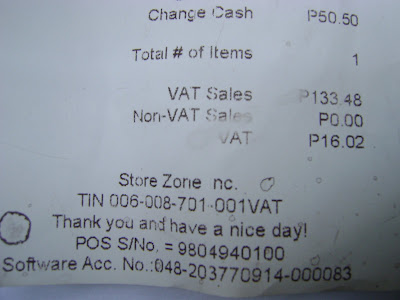 Change Cash P50.50
Total # of Items 1
VAT Sales P133.48
Non-VAT Sales P0.00
VAT P16.02
Store Zone nc.
TIN 006-008-701-001VAT
Thank you and have a nice day!
POS S/No. = 9804940100
Software Acc. No.:048-203770914-000083